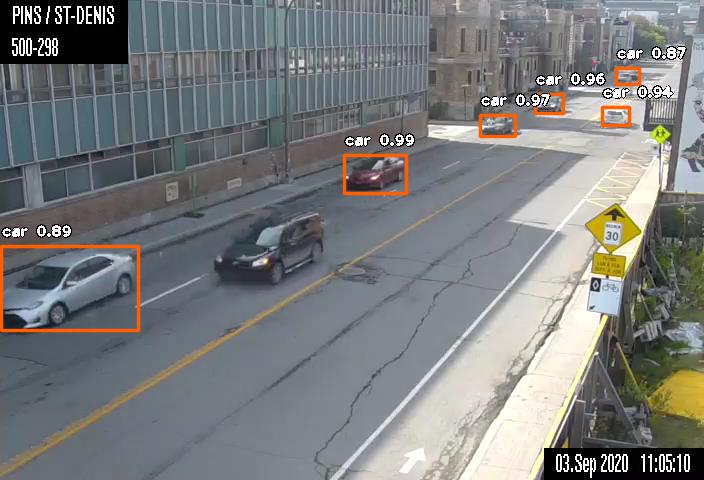 PINS / ST-DENIS
500-298
car 0.87
car 0.96
car 0.94
car 0.97
car 0.99
car 0.89
MAXIMUM
30
03.Sep 2020 11:05:10